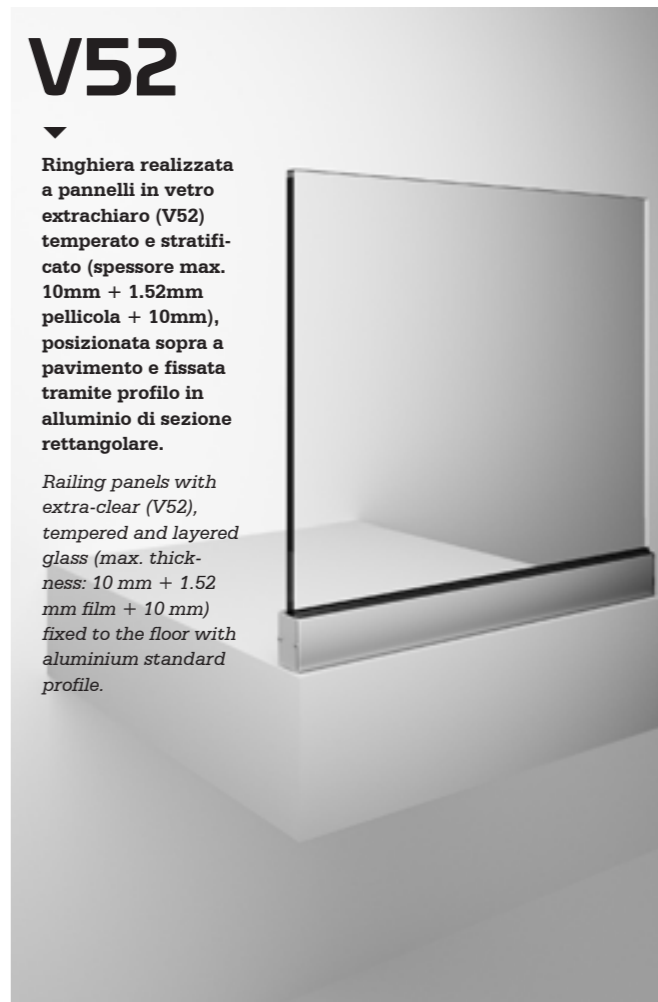 V52
Ringhiera realizzata
a pannelli in vetro
extrachiaro (V52)
temperato e stratifi-
cato (spessore max.
10mm + 1.52mm
pellicola + 10mm),
posizionata sopra a
pavimento e fissata
tramite profilo in
alluminio di sezione
rettangolare.
Railing panels with
extra-clear (V52),
tempered and layered
glass (max. thick-
ness: 10 mm + 1.52
mm film + 10 mm)
fixed to the floor with
aluminium standard
profile.